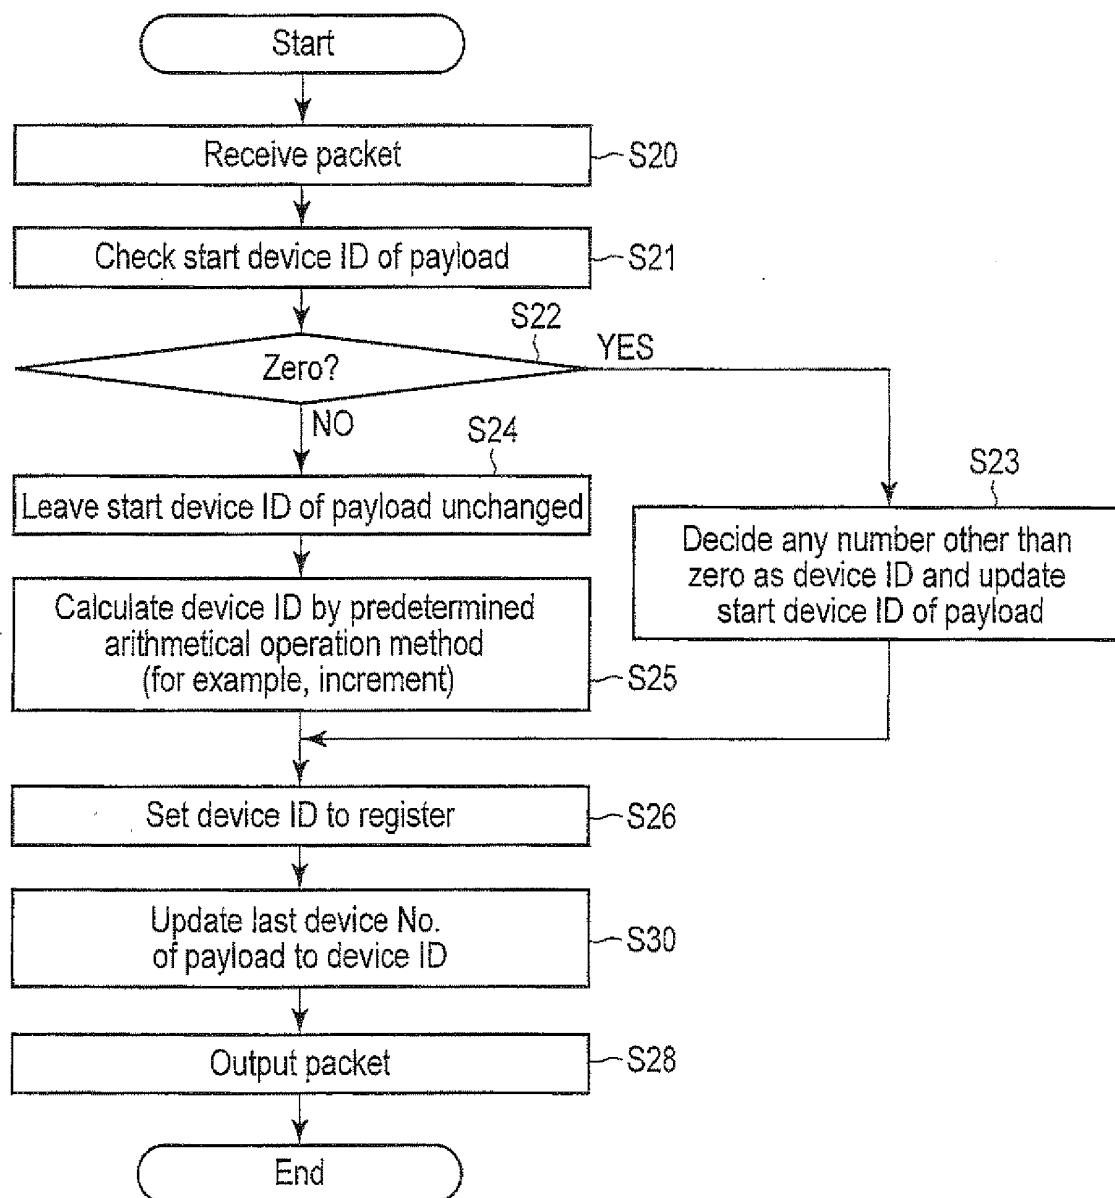 Start
Receive packet
S20
Check start device ID of payload
S21
S22
Zero?
YES
NO
S24
Leave start device ID of payload unchanged
S23
Decide any number other than
zero as device ID and update
start device ID of payload
Calculate device ID by predetermined
arithmetical operation method
(for example, increment)
S25
Set device ID to register
S26
Update last device No.
of payload to device ID
S30
Output packet
S28
End